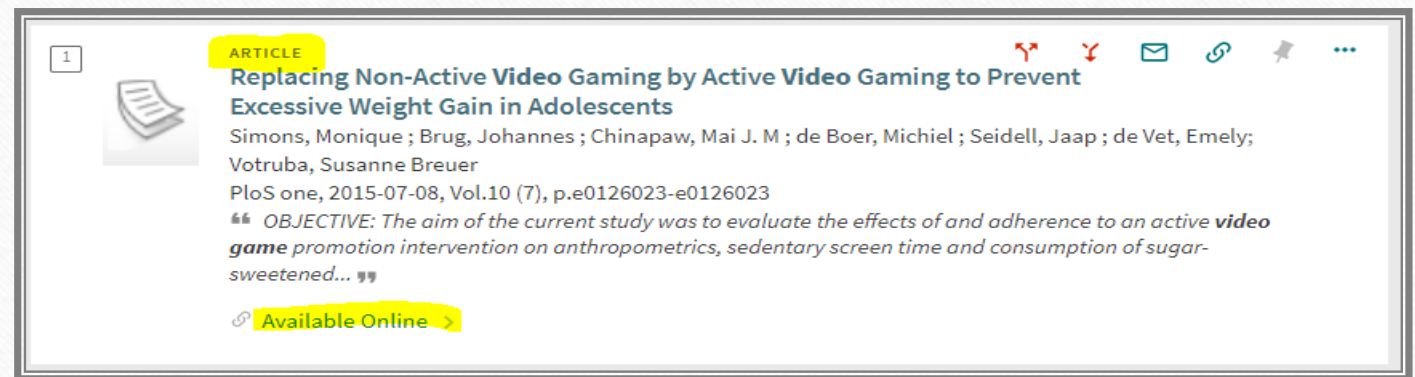 1
ARTICLE
Replacing Non-Active Video Gaming by Active Video Gaming to Prevent
Excessive Weight Gain in Adolescents
Simons, Monique ; Brug, Johannes ; Chinapaw, Mai J. M ; de Boer, Michiel ; Seidell, Jaap ; de Vet, Emely;
Votruba, Susanne Breuer
PloS one, 2015-07-08, Vol.10 (7), p.e0126023-e0126023
❝ OBJECTIVE: The aim of the current study was to evaluate the effects of and adherence to an active video
game promotion intervention on anthropometrics, sedentary screen time and consumption of sugar-
sweetened... ❞
Available Online >